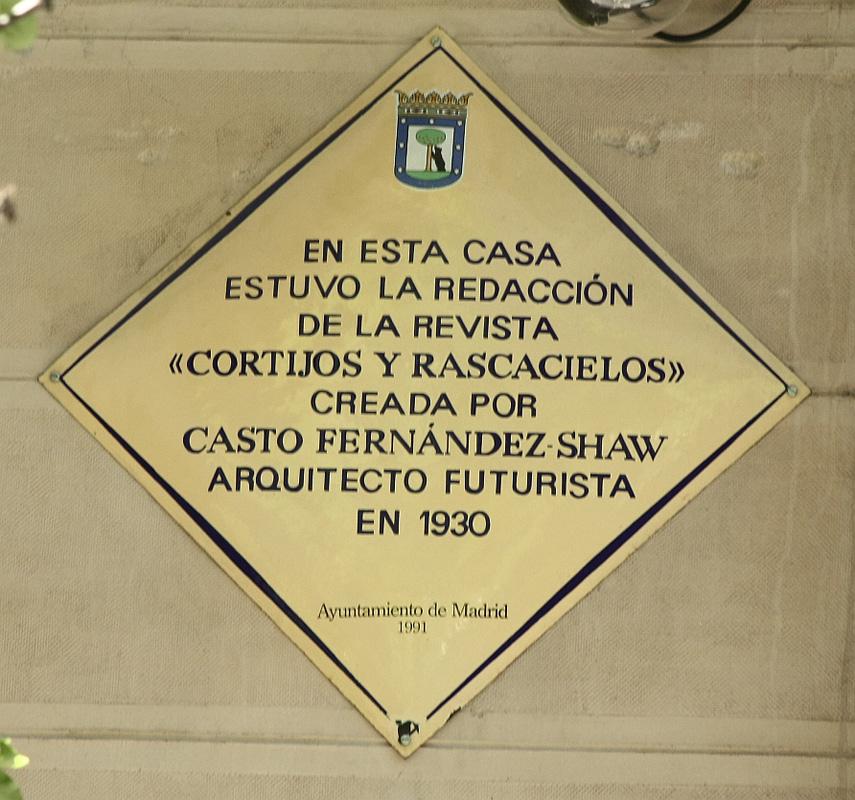 EN ESTA CASA
ESTUVO LA REDACCIÓN
DE LA REVISTA
«CORTIJOS Y RASCACIELOS»
CREADA POR
CASTO FERNÁNDEZ-SHAW
ARQUITECTO FUTURISTA
EN 1930
Ayuntamiento de Madrid
1991